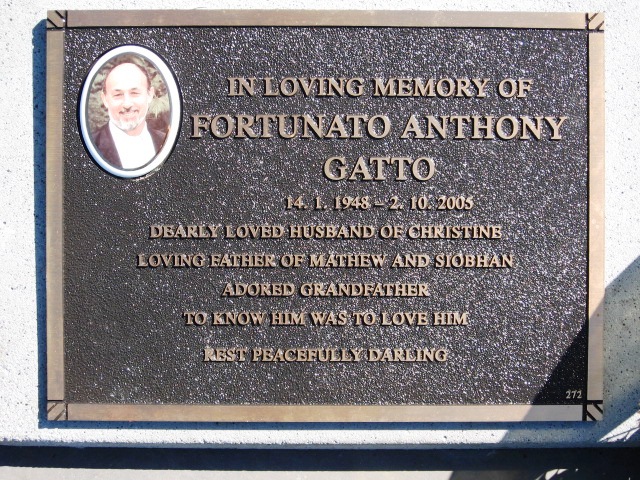 IN LOVING MEMORY OF
FORTUNATO ANTHONY
GATTO
14. 1. 1948 – 2. 10. 2005
DEARLY LOVED HUSBAND OF CHRISTINE
LOVING FATHER OF MATHEW AND SIOBHAN
ADORED GRANDFATHER
TO KNOW HIM WAS TO LOVE HIM
REST PEACEFULLY DARLING
272